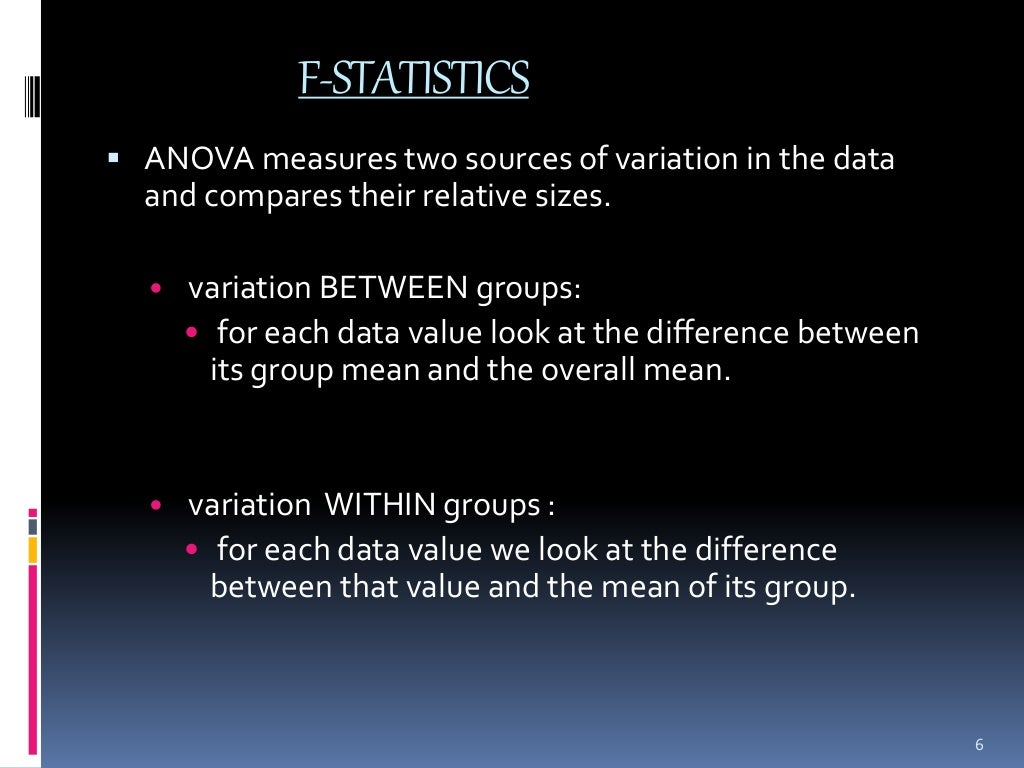 F-STATISTICS
▪ ANOVA measures two sources of variation in the data
and compares their relative sizes.
• variation BETWEEN groups:
• for each data value look at the difference between
its group mean and the overall mean.
• variation WITHIN groups :
• for each data value we look at the difference
between that value and the mean of its group.
6